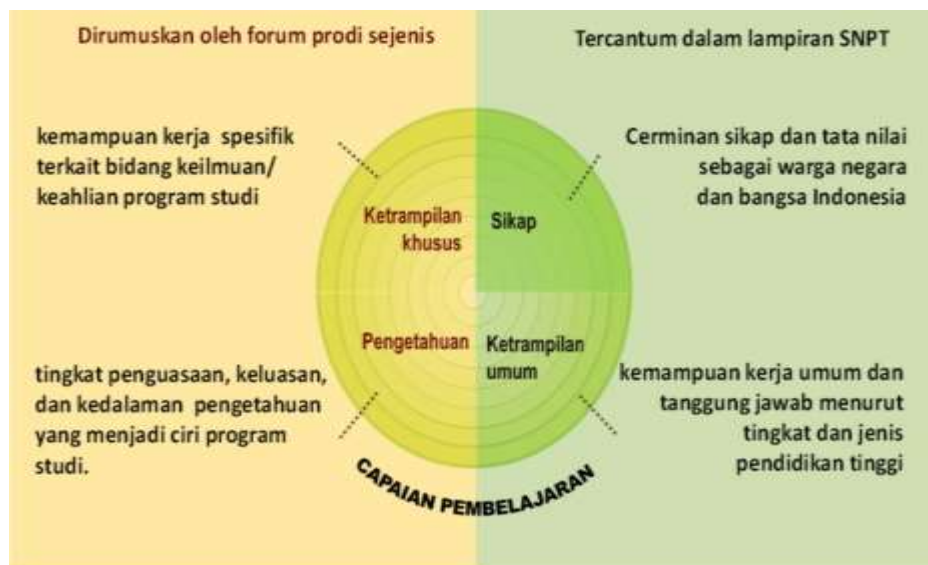 Dirumuskan oleh forum prodi sejenis
Tercantum dalam lampiran SNPT
kemampuan kerja spesifik
terkait bidang keilmuan/
keahlian program studi
Cerminan sikap dan tata nilai
sebagai warga negara
dan bangsa Indonesia
Ketrampilan
khusus
Sikap
Pengetahuan
Ketrampilan
umum
tingkat penguasaan, keluasan,
dan kedalaman pengetahuan
yang menjadi ciri program
studi.
kemampuan kerja umum dan
tanggung jawab menurut
tingkat dan jenis
pendidikan tinggi
CAPAIAN PEMBELAJARAN